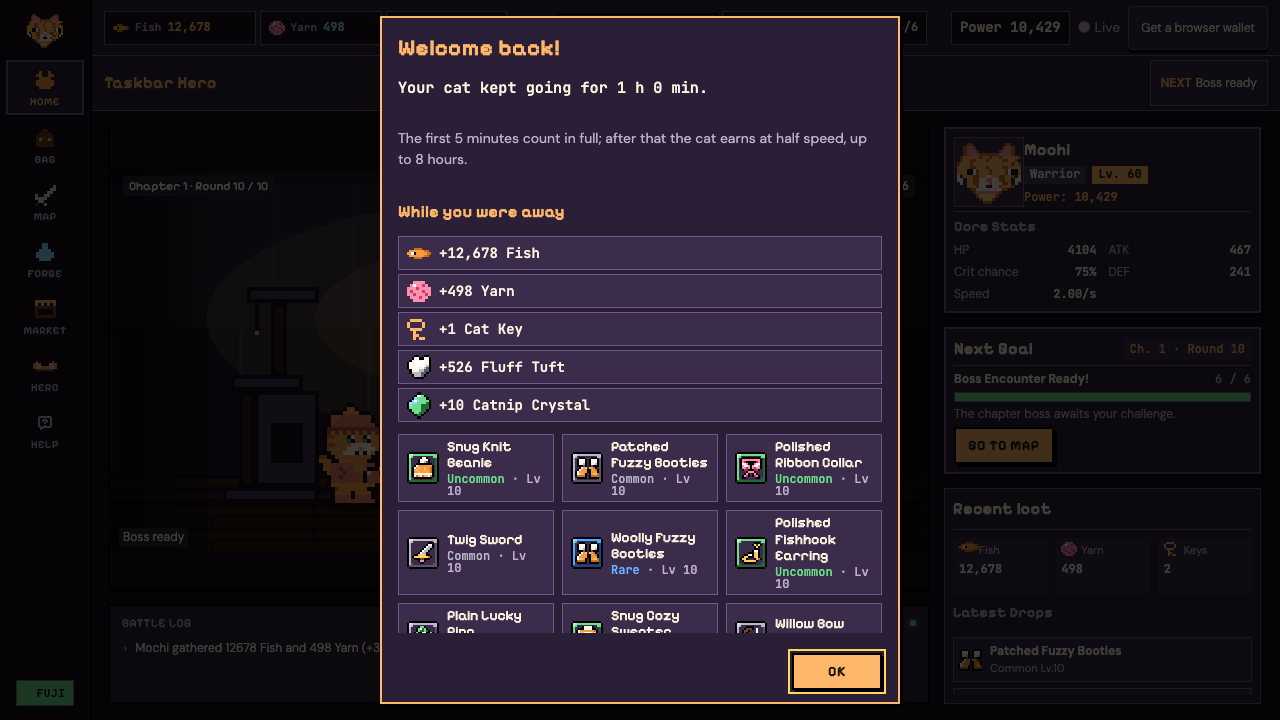 Fish 12,678
Yarn 498
/6
Power 10,429
Live
Get a browser wallet
Taskbar Hero
NEXT Boss ready
HOME
BAG
MAP
FORGE
MARKET
HERO
HELP
FUJI
Chapter 1 · Round 10 / 10
6
Boss ready
BATTLE LOG
› Mochi gathered 12678 Fish and 498 Yarn (+3
Welcome back!
Your cat kept going for 1 h 0 min.
The first 5 minutes count in full; after that the cat earns at half speed, up
to 8 hours.
While you were away
+12,678 Fish
+498 Yarn
+1 Cat Key
+526 Fluff Tuft
+10 Catnip Crystal
Snug Knit
Beanie
Uncommon · Lv
10
Patched
Fuzzy Booties
Common · Lv
10
Polished
Ribbon Collar
Uncommon · Lv
10
Twig Sword
Common · Lv
10
Woolly Fuzzy
Booties
Rare · Lv 10
Polished
Fishhook
Earring
Uncommon · Lv
10
Plain Lucky
Ring
Snug Cozy
Sweater
Willow Bow
OK
Mochi
Warrior Lv. 60
Power: 10,429
Core Stats
HP 4104 ATK 467
Crit chance 75% DEF 241
Speed 2.00/s
Next Goal Ch. 1 · Round 10
Boss Encounter Ready! 6 / 6
The chapter boss awaits your challenge.
GO TO MAP
Recent loot
Fish
12,678
Yarn
498
Keys
2
Latest Drops
Patched Fuzzy Booties
Common Lv.10